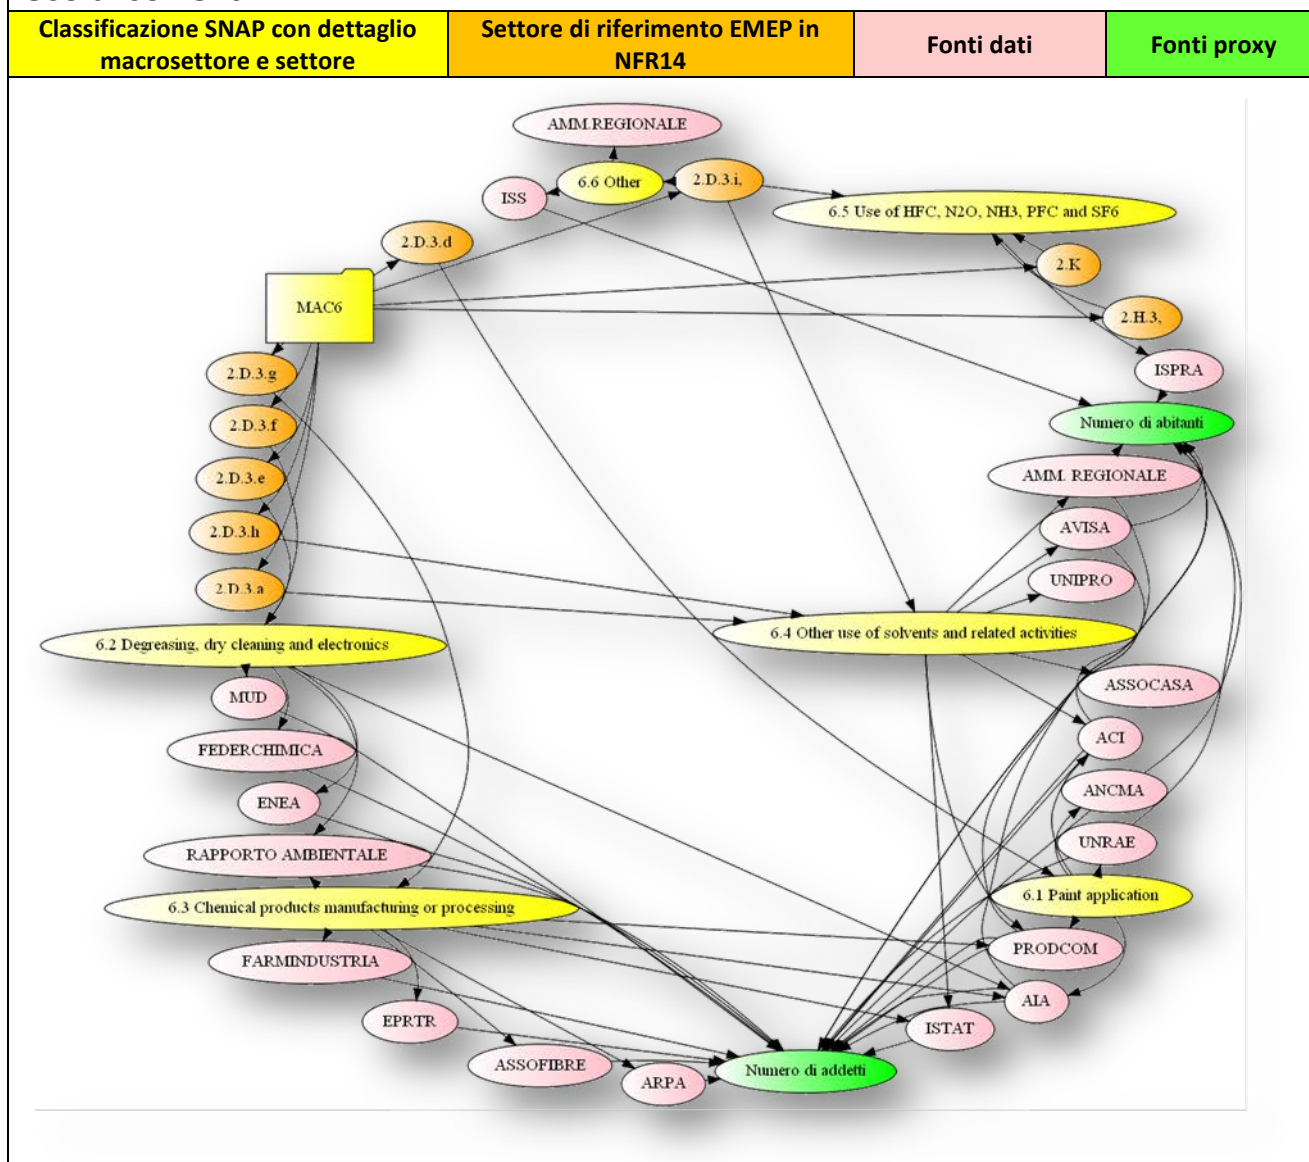 Classificazione SNAP con dettaglio
macrosettore e settore
Settore di riferimento EMEP in
NFR14
Fonti dati
Fonti proxy
AMM.REGIONALE
6.6 Other
2.D.3.i,
ISS
6.5 Use of HFC, N2O, NH3, PFC and SF6
2.D.3.d
2.K
MAC6
2.H.3,
2.D.3.g
ISPRA
2.D.3.f
Numero di abitanti
2.D.3.e
AMM. REGIONALE
2.D.3.h
AVISA
2.D.3.a
UNIPRO
6.2 Degreasing, dry cleaning and electronics
6.4 Other use of solvents and related activities
MUD
ASSOCASA
FEDERCHIMICA
ACI
ENEA
ANCMA
RAPPORTO AMBIENTALE
UNRAE
6.3 Chemical products manufacturing or processing
6.1 Paint application
FARMINDUSTRIA
PRODCOM
EPRTR
AIA
ISTAT
ASSOFIBRE
ARPA
Numero di addetti